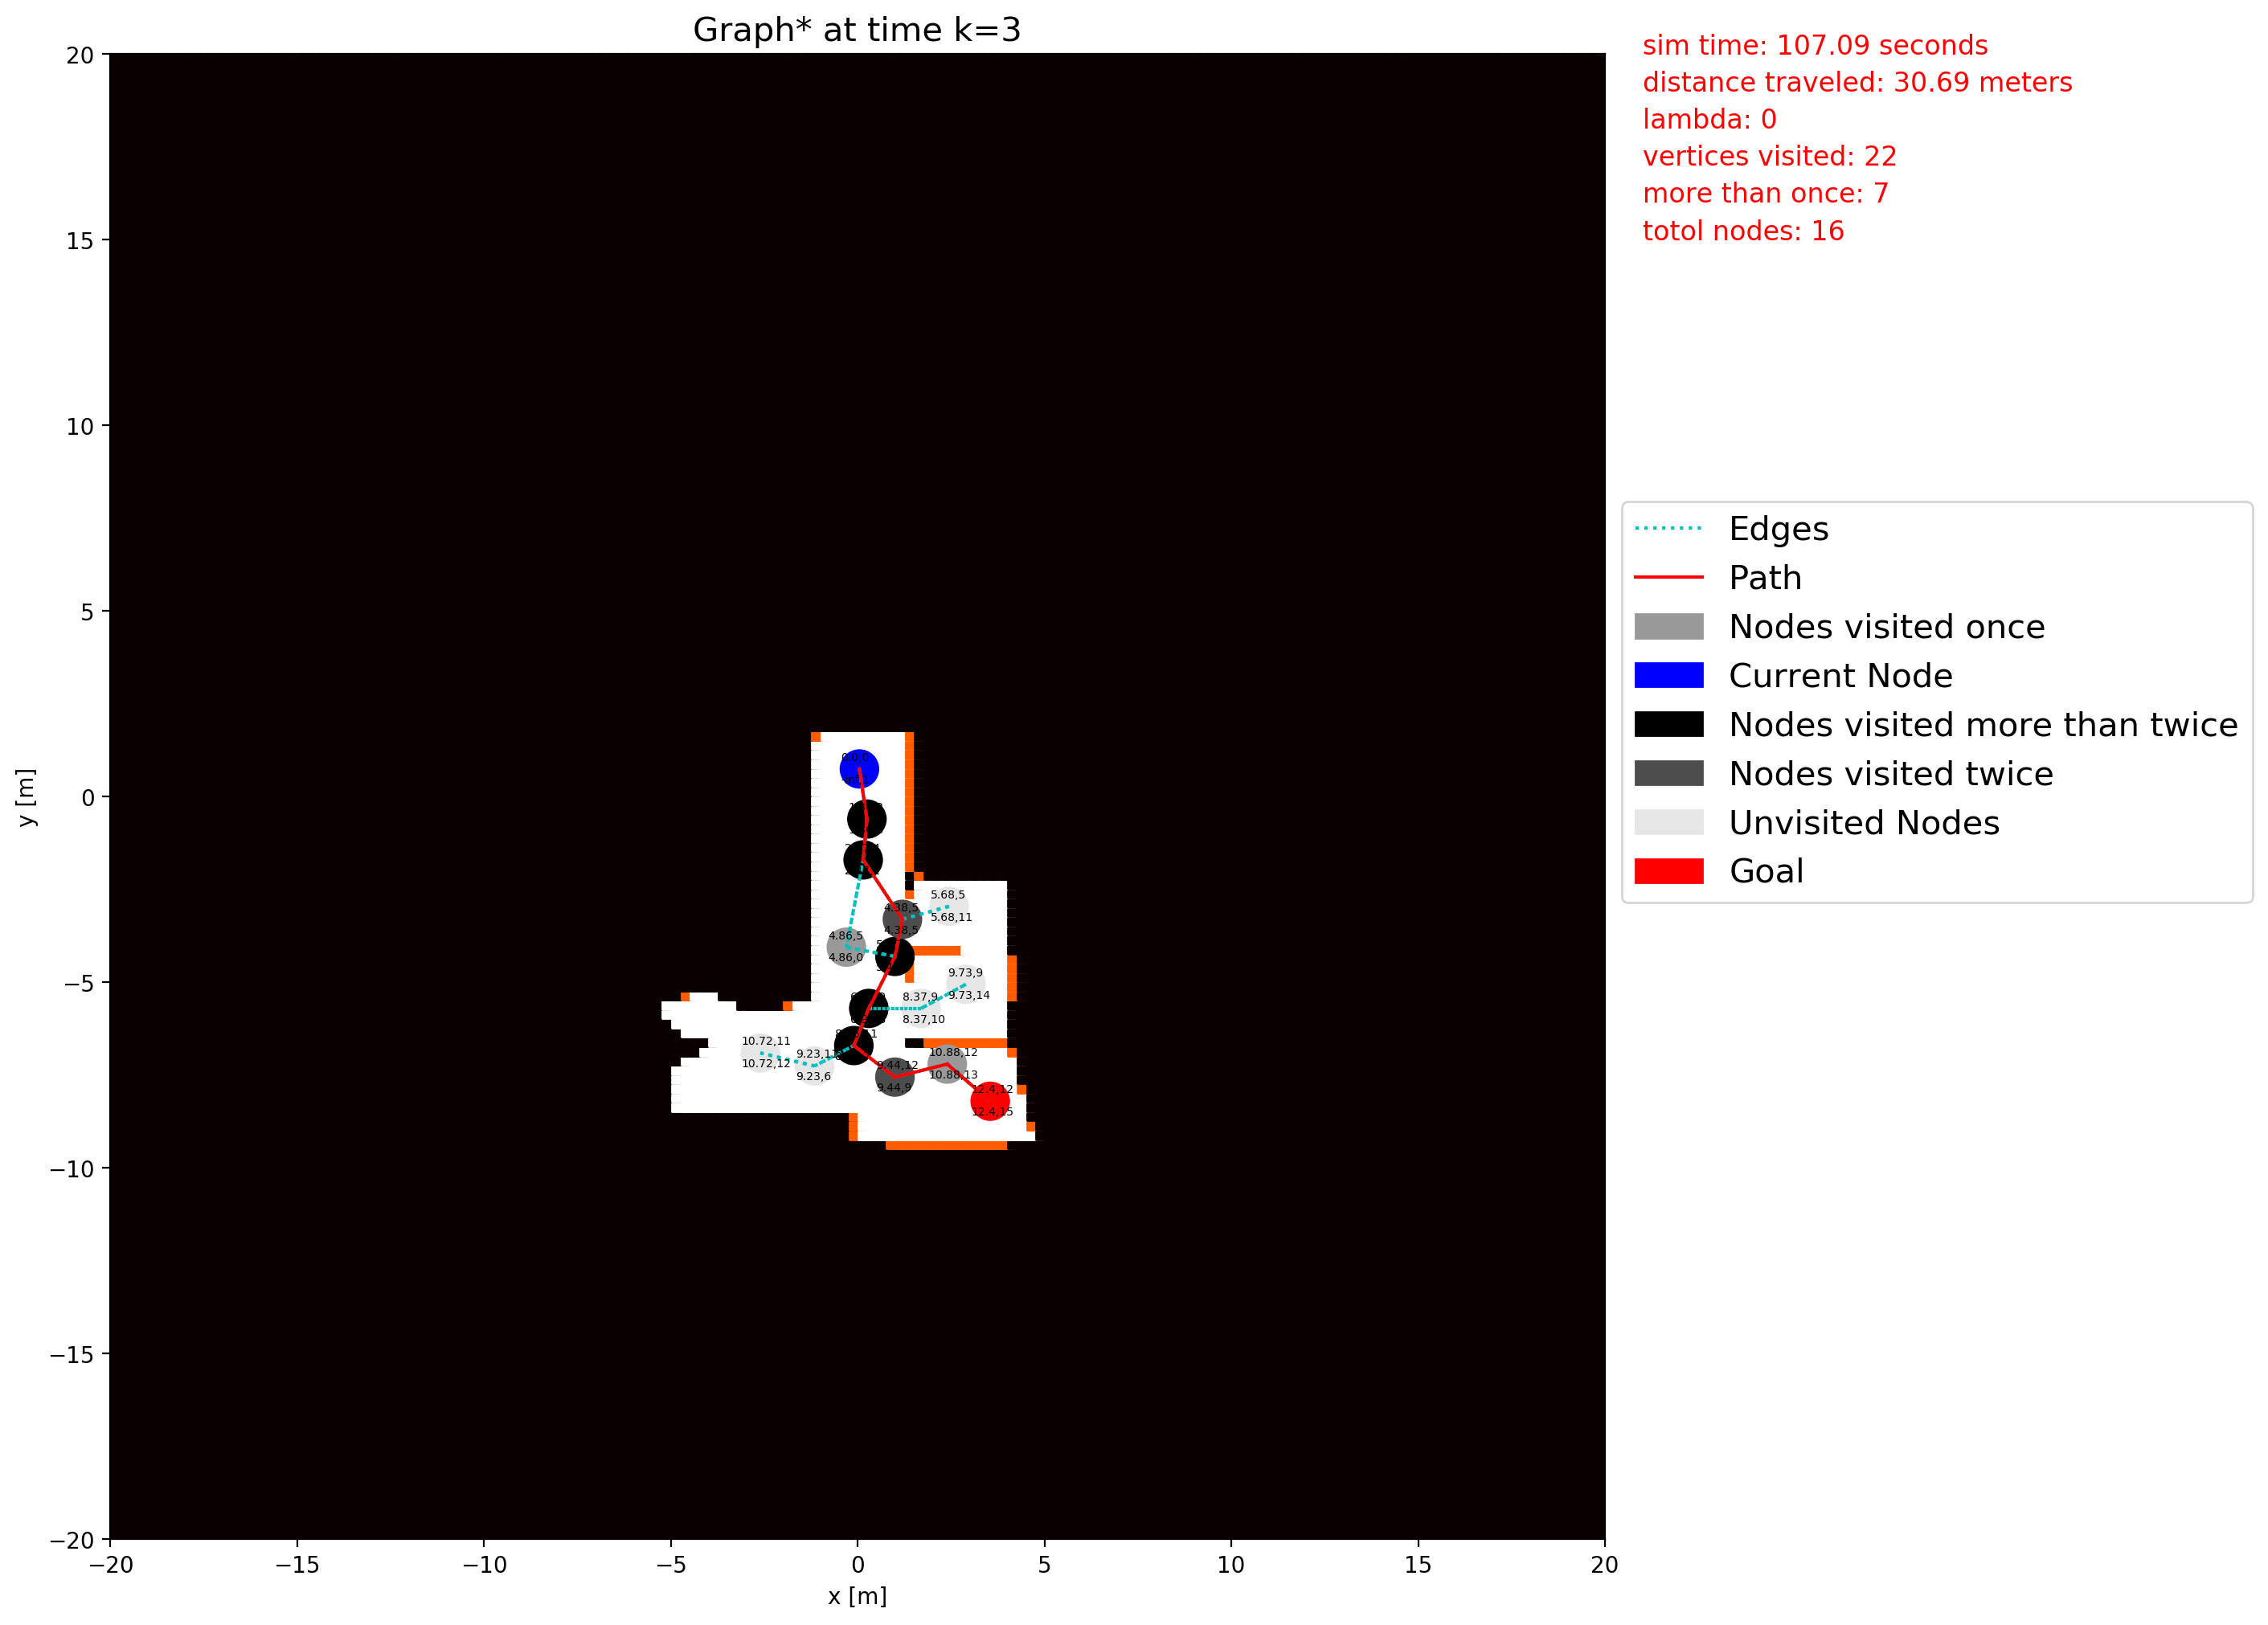 Graph* at time k=3
sim time: 107.09 seconds
distance traveled: 30.69 meters
lambda: 0
vertices visited: 22
more than once: 7
totol nodes: 16
Edges
Path
Nodes visited once
Current Node
Nodes visited more than twice
Nodes visited twice
Unvisited Nodes
Goal
20
15
10
5
0
−5
−10
−15
−20
y [m]
−20
−15
−10
−5
0
5
10
15
20
x [m]
5.68,5
5.68,11
4.38,5
4.38,5
4.86,5
4.86,0
9.73,9
9.73,14
8.37,9
8.37,10
10.72,11
10.72,12
9.23,6
9.44,12
9.44,9
10.88,12
10.88,13
12.4,12
12.4,15